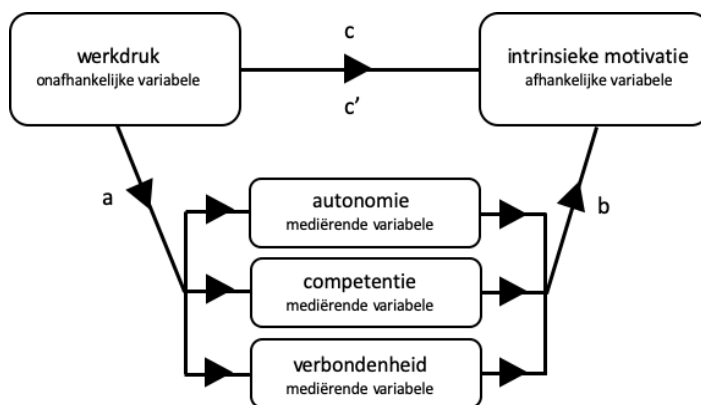 werkdruk
onafhankelijke variabele
c
c’
intrinsieke motivatie
afhankelijke variabele
a
autonomie
mediërende variabele
competentie
mediërende variabele
verbondenheid
mediërende variabele
b